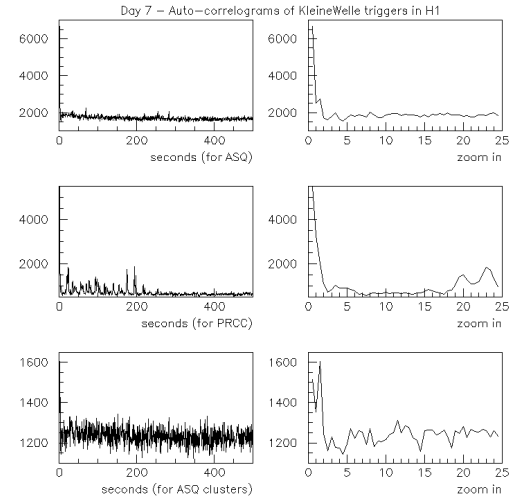 Day 7 – Auto–correlograms of KleineWelle triggers in H1
6000
4000
2000
0 200 400
seconds (for ASQ)
6000
4000
2000
0 5 10 15 20 25
zoom in
4000
2000
0 200 400
seconds (for PRCC)
4000
2000
0 5 10 15 20 25
zoom in
1600
1400
1200
0 200 400
seconds (for ASQ clusters)
1600
1400
1200
0 5 10 15 20 25
zoom in